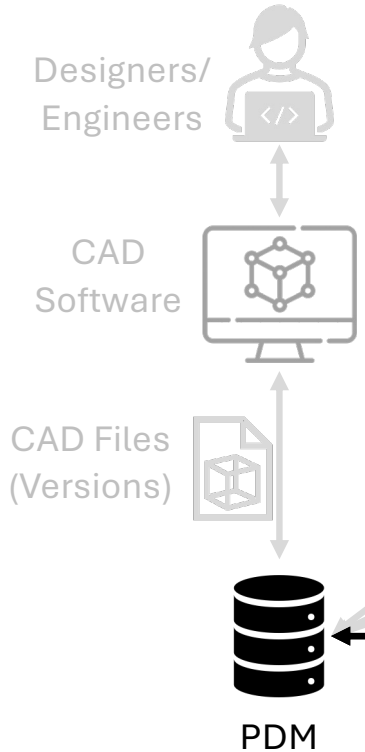 Designers/
Engineers
</>
CAD
Software
CAD Files
(Versions)
PDM